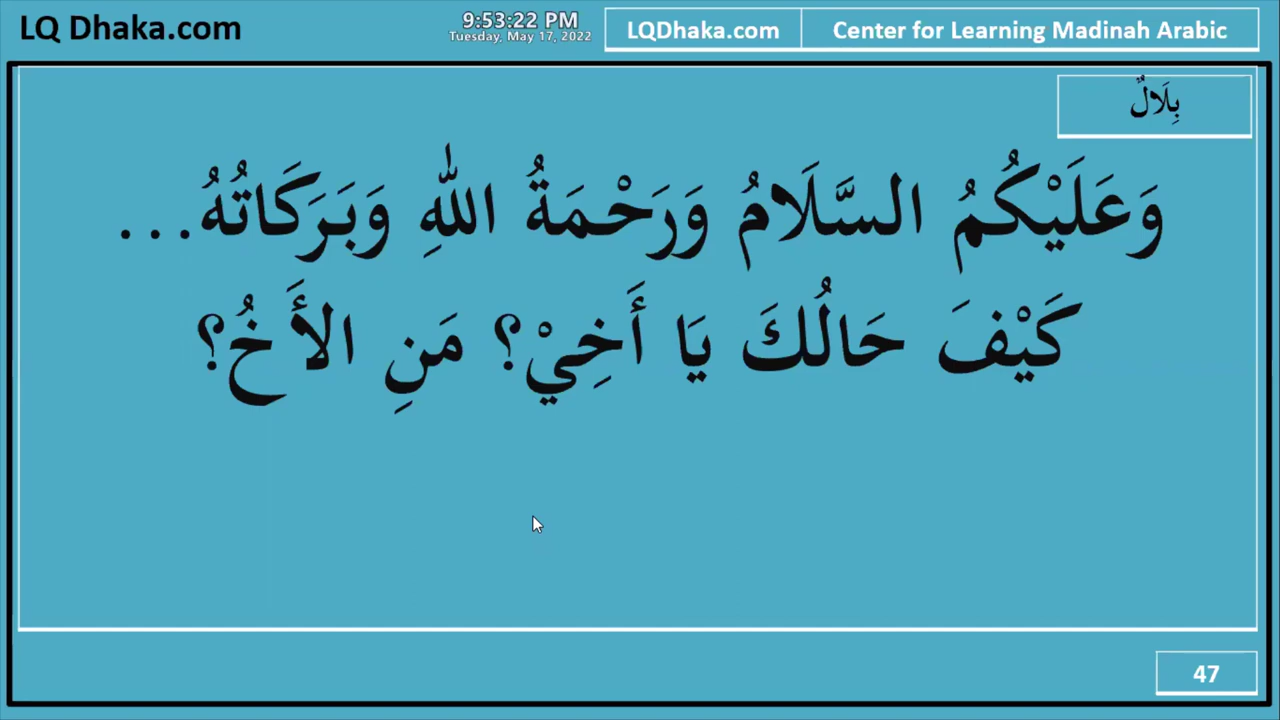 LQ Dhaka.com
9:53:22 PM
Tuesday, May 17, 2022
LQDhaka.com
Center for Learning Madinah Arabic
بِلَالٌ
وَعَلَيْكُمُ السَّلَامُ وَرَحْمَةُ اللهِ وَبَرَكَاتُهُ...
كَيْفَ حَالُكَ يَا أَخِيْ؟ مَنِ الأَخُ؟
47